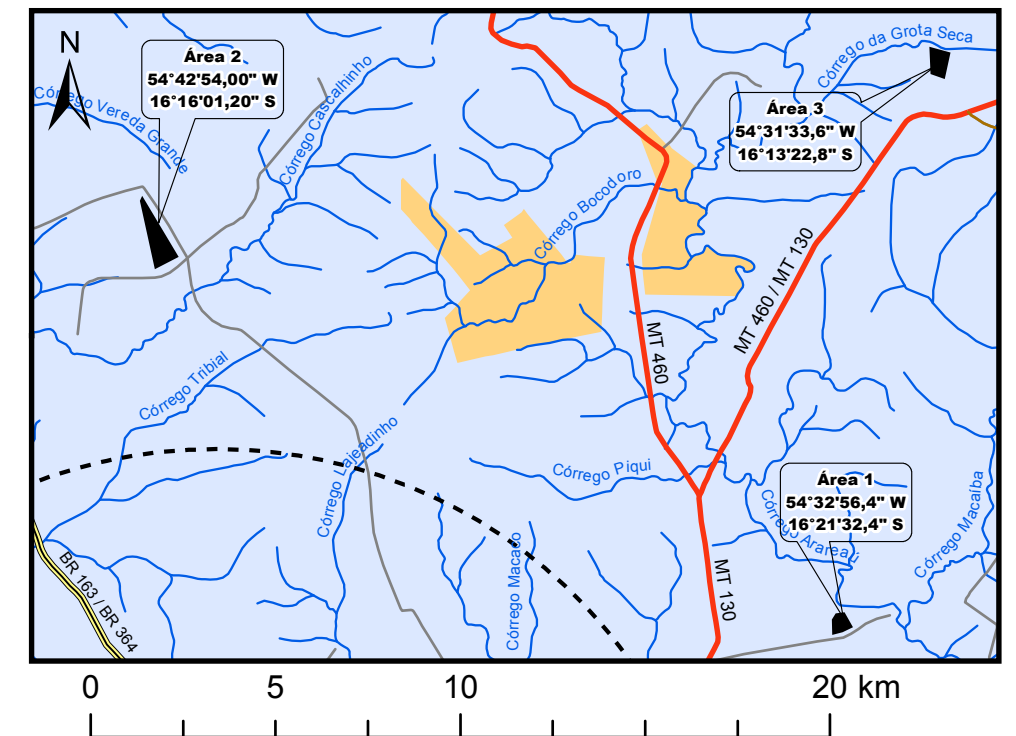 N
Área 2
54°42'54,00" W
16°16'01,20" S
Córrego da Grota Seca
Área 3
54°31'33,6" W
16°13'22,8" S
Córrego Vereda Grande
Córrego Cascalhinho
Córrego Bocodoro
MT 460 / MT 130
MT 460
Córrego Tribial
Córrego Lajeadinho
Córrego Piqui
Área 1
54°32'56,4" W
16°21'32,4" S
Córrego
Córrego Macaiba
Córrego Macaco
MT 130
BR 163 / BR 364
0 5 10 20 km